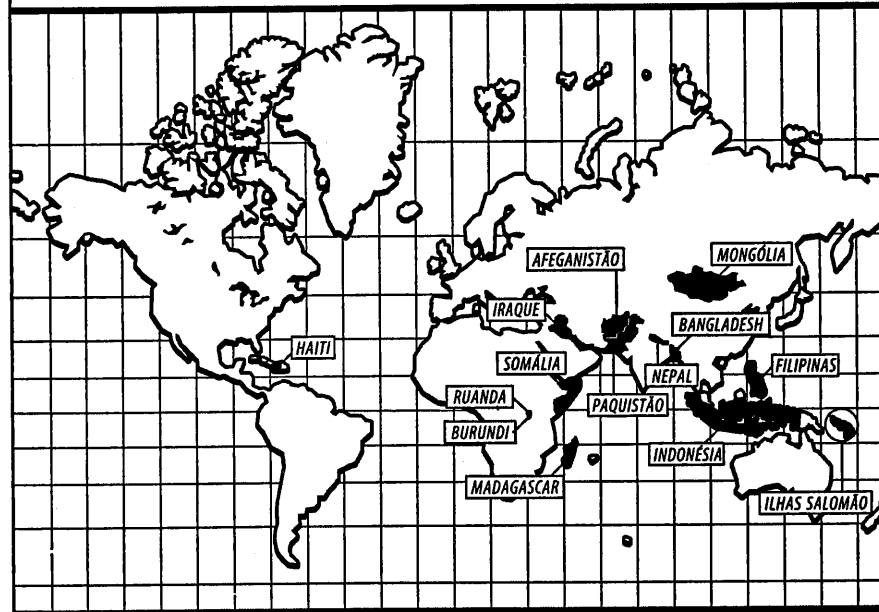 AFEGANISTÃO
MONGÓLIA
IRAQUE
BANGLADESH
HAITI
SOMÁLIA
NEPAL
FILIPINAS
RUANDA
PAQUISTÃO
BURUNDI
INDONÉSIA
MADAGASCAR
ILHAS SALOMÃO